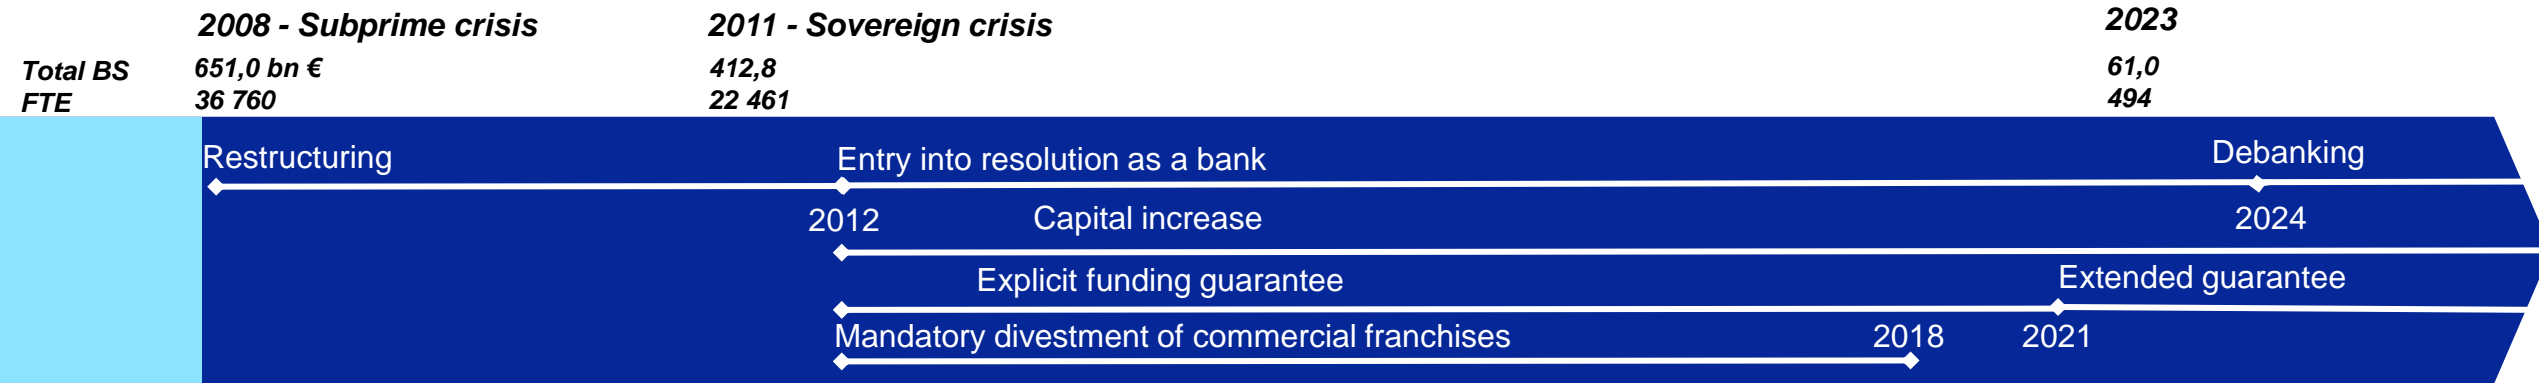 2008 - Subprime crisis 2011 - Sovereign crisis 2023
Total BS 651,0 bn € 412,8 61,0
FTE 36 760 22 461 494
Restructuring Entry into resolution as a bank Debanking
2012 Capital increase 2024
Explicit funding guarantee Extended guarantee
Mandatory divestment of commercial franchises 2018 2021